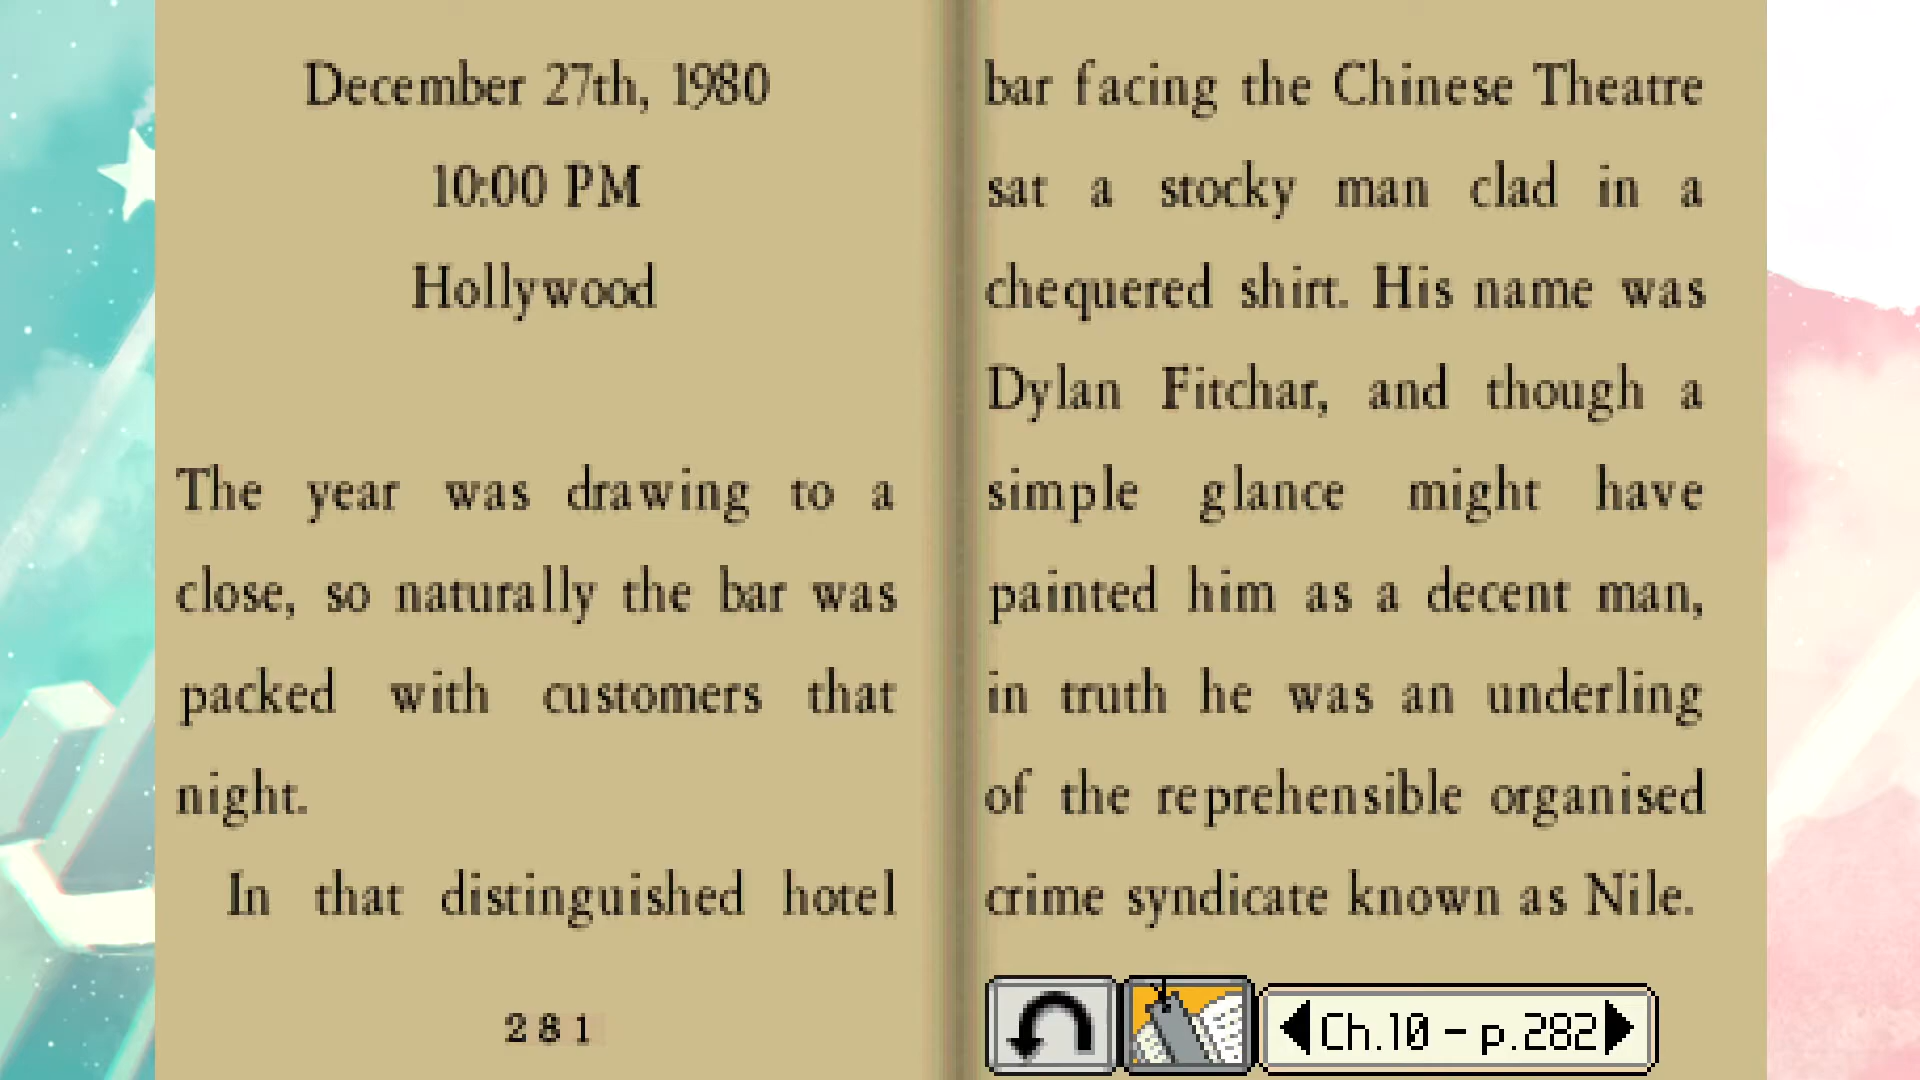 December 27th, 1980
10:00 PM
Hollywood
The year was drawing to a
close, so naturally the bar was
packed with customers that
night.
In that distinguished hotel
281
bar facing the Chinese Theatre
sat a stocky man clad in a
chequered shirt. His name was
Dylan Fitchar, and though a
simple glance might have
painted him as a decent man,
in truth he was an underling
of the reprehensible organised
crime syndicate known as Nile.
Ch.10 - p.282